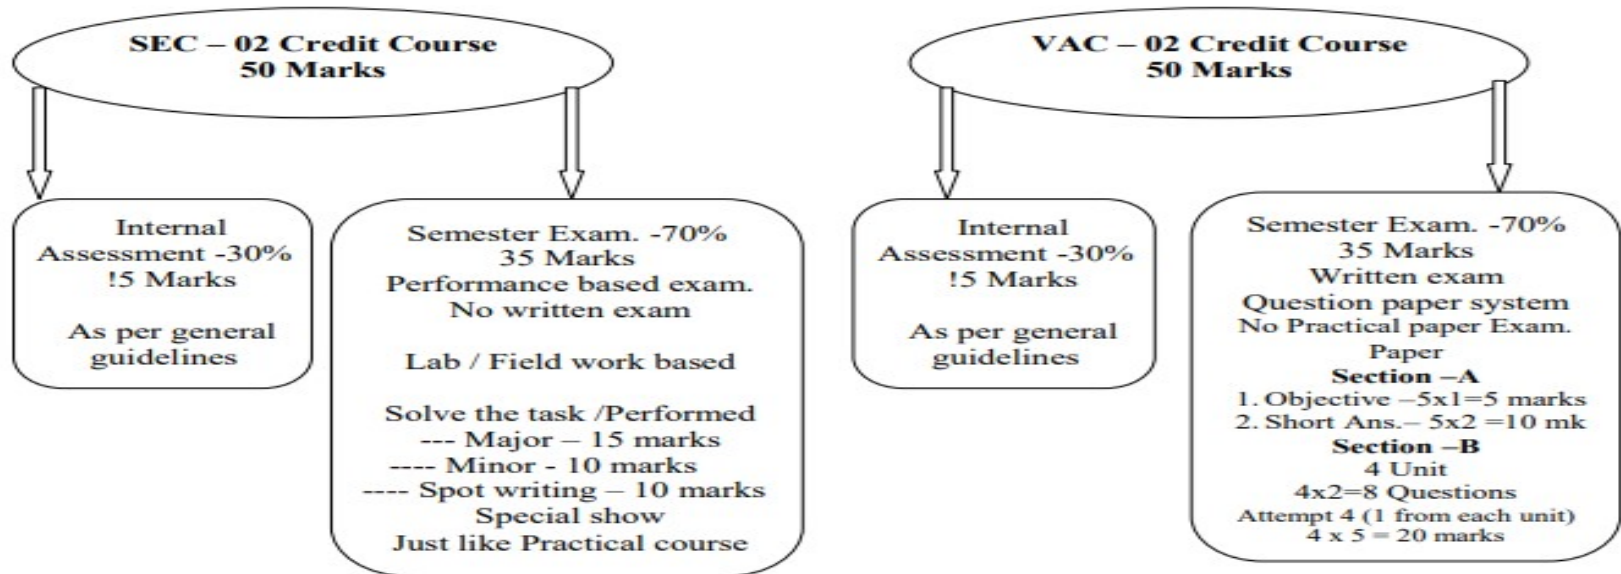 SEC – 02 Credit Course
50 Marks
Internal
Assessment -30%
!5 Marks
As per general
guidelines
Semester Exam. -70%
35 Marks
Performance based exam.
No written exam
Lab / Field work based
Solve the task /Performed
--- Major – 15 marks
---- Minor - 10 marks
---- Spot writing – 10 marks
Special show
Just like Practical course
VAC – 02 Credit Course
50 Marks
Internal
Assessment -30%
!5 Marks
As per general
guidelines
Semester Exam. -70%
35 Marks
Written exam
Question paper system
No Practical paper Exam.
Paper
Section –A
1. Objective –5x1=5 marks
2. Short Ans.– 5x2 =10 mk
Section –B
4 Unit
4x2=8 Questions
Attempt 4 (1 from each unit)
4 x 5 = 20 marks